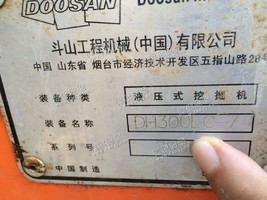 DOOSAN Doosan
斗山工程机械（中国）有限公司
中国 山东省 烟台市经济技术开发区五指山路28号
装备种类 液压式挖掘机
装备名称 DH300LC-7
系列号
中国制造